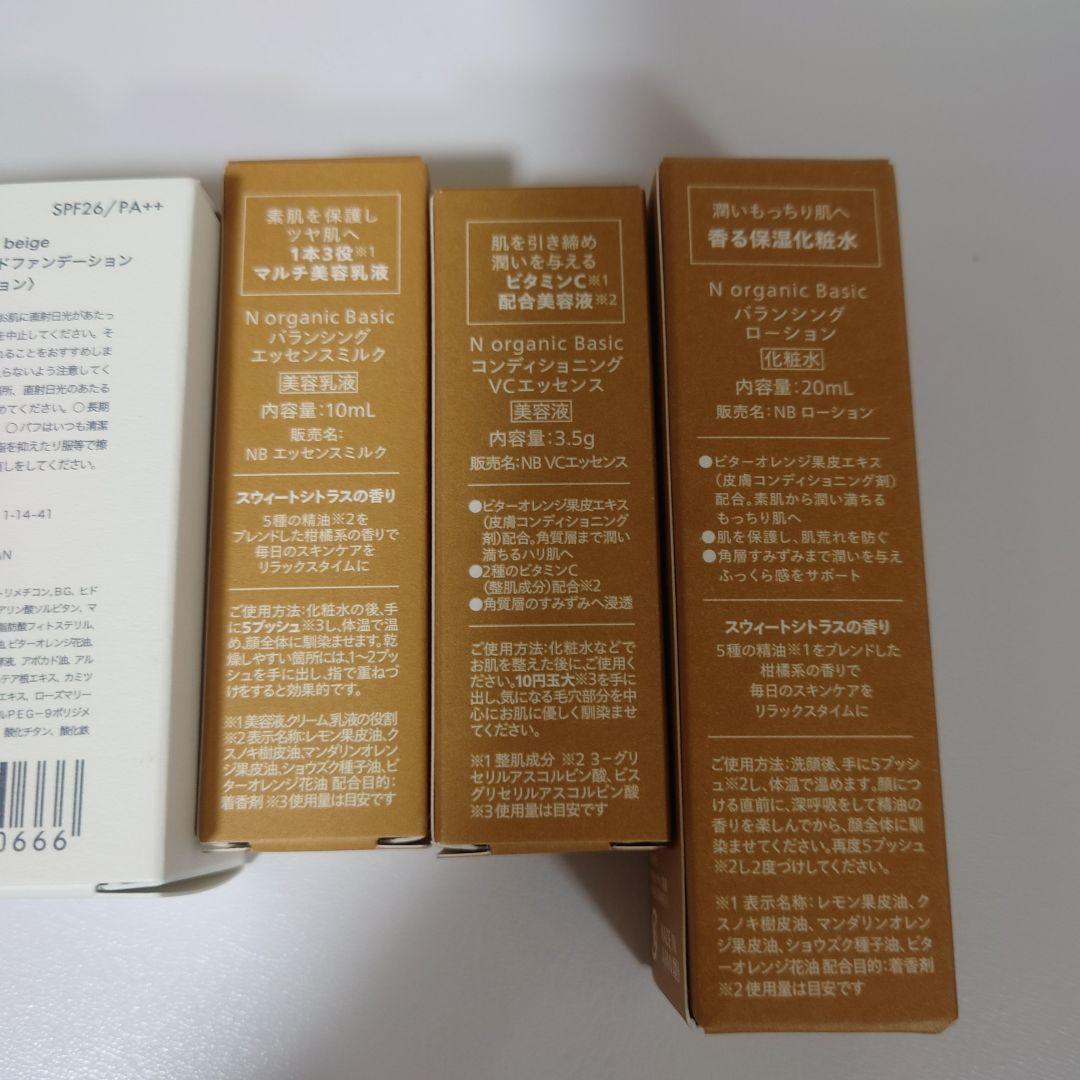 SPF26/PA++
beige
ドファンデーション
ョン〉
お肌に直射日光があたっ
を中止してください。そ
れることをおすすめしま
らないよう注意してく
所、直射日光のあたる
めてください。○長期
○パフはいつも清潔
脂を抑えたり服等で擦
直しをしてください。
1-14-41
AN
トリメチコン、BG、ヒド
アリン酸ソルビタン、マ
脂肪酸フィトステリル、
油、ビターオレンジ花油、
酵液、アボカド油、アル
テア根エキス、カミツ
エキス、ローズマリー
ルPEG-9ポリジメ
酸化チタン、酸化鉄
0666
素肌を保護し
ツヤ肌へ
1本3役※1
マルチ美容乳液
N organic Basic
バランシング
エッセンスミルク
美容乳液
内容量:10mL
販売名:
NB エッセンスミルク
スウィートシトラスの香り
5種の精油※2を
ブレンドした柑橘系の香りで
毎日のスキンケアを
リラックスタイムに
ご使用方法:化粧水の後、手
に5プッシュ※3し、体温で温
め、顔全体に馴染ませます。乾
燥しやすい箇所には、1~2プッ
シュを手に出し、指で重ねづ
けをすると効果的です。
※1美容液、クリーム、乳液の役割
※2表示名称:レモン果皮油、ク
スノキ樹皮油、マンダリンオレン
ジ果皮油、ショウズク種子油、ビ
ターオレンジ花油 配合目的:
着香剤 ※3使用量は目安です
肌を引き締め
潤いを与える
ビタミンC※1
配合美容液※2
N organic Basic
コンディショニング
VCエッセンス
美容液
内容量:3.5g
販売名:NB VCエッセンス
●ビターオレンジ果皮エキス
(皮膚コンディショニング
剤)配合。角質層まで潤い
満ちるハリ肌へ
●2種のビタミンC
(整肌成分)配合※2
●角質層のすみずみへ浸透
ご使用方法:化粧水などで
お肌を整えた後に、ご使用く
ださい。10円玉大※3を手に
出し、気になる毛穴部分を中
心にお肌に優しく馴染ませ
てください。
※1 整肌成分 ※2 3-グリ
セリルアスコルビン酸、ビス
グリセリルアスコルビン酸
※3使用量は目安です
潤いもっちり肌へ
香る保湿化粧水
N organic Basic
バランシング
ローション
化粧水
内容量:20mL
販売名:NB ローション
●ビターオレンジ果皮エキス
(皮膚コンディショニング剤)
配合。素肌から潤い満ちる
もっちり肌へ
●肌を保護し、肌荒れを防ぐ
●角層すみずみまで潤いを与え
ふっくら感をサポート
スウィートシトラスの香り
5種の精油※1をブレンドした
柑橘系の香りで
毎日のスキンケアを
リラックスタイムに
ご使用方法:洗顔後、手に5プッシ
ュ※2し、体温で温めます。顔につ
ける直前に、深呼吸をして精油の
香りを楽しんでから、顔全体に馴
染ませてください。再度5プッシュ
※2し2度づけしてください。
※1 表示名称:レモン果皮油、ク
スノキ樹皮油、マンダリンオレン
ジ果皮油、ショウズク種子油、ビタ
ーオレンジ花油 配合目的:着香剤
※2使用量は目安です